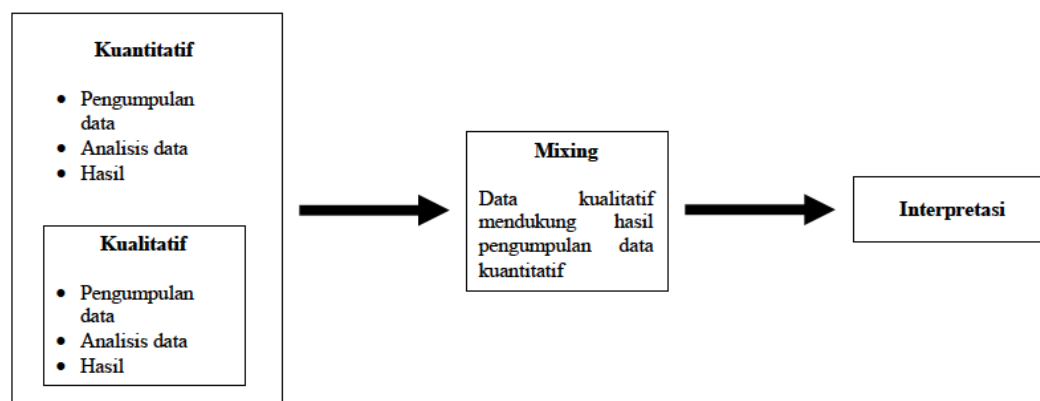 Kuantitatif
• Pengumpulan
data
• Analisis data
• Hasil
Kualitatif
• Pengumpulan
data
• Analisis data
• Hasil
Mixing
Data kualitatif
mendukung hasil
pengumpulan data
kuantitatif
Interpretasi